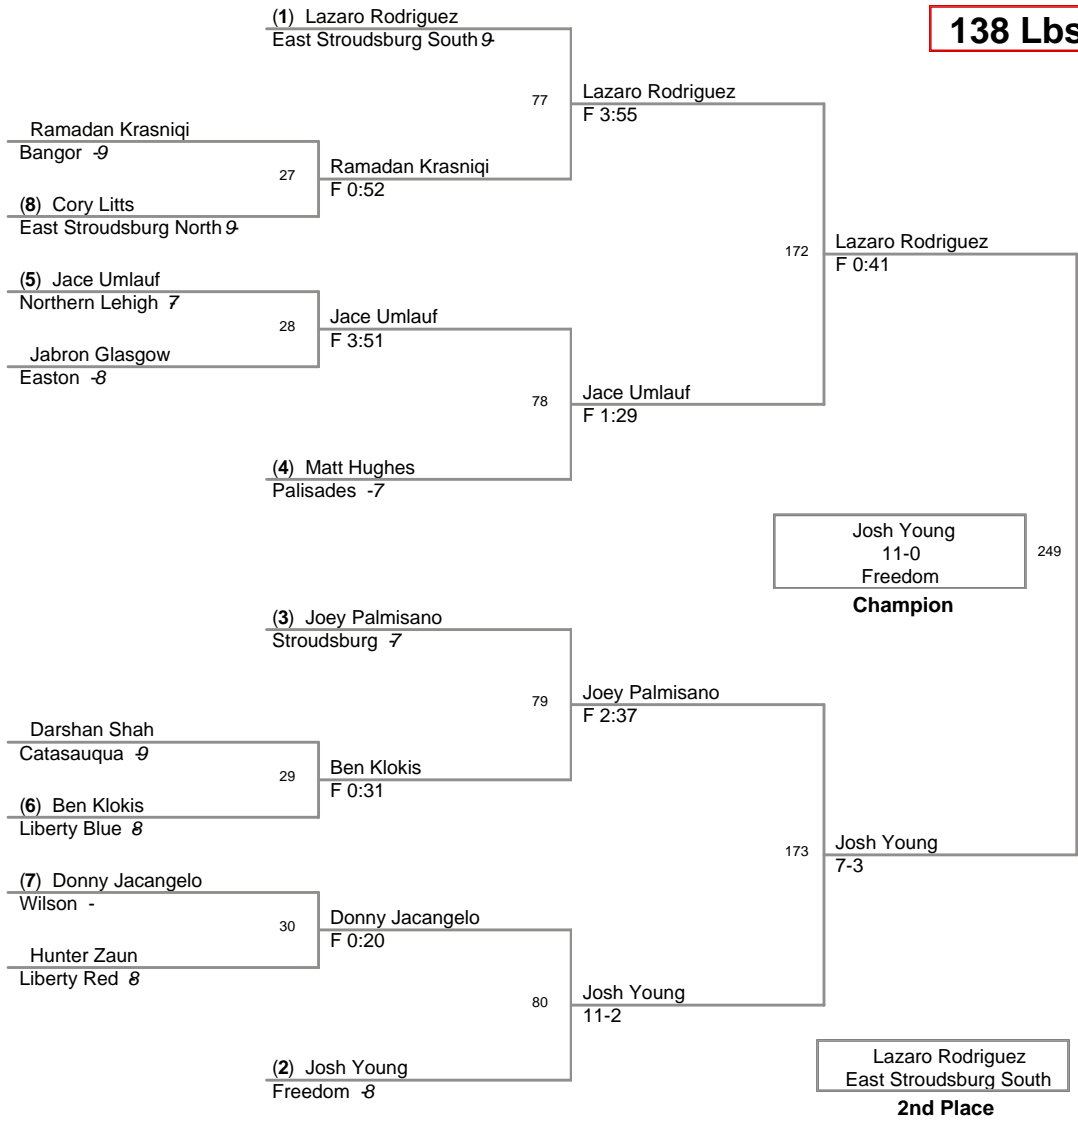 (1) Lazaro Rodriguez
East Stroudsburg South 9-
138 Lbs
77
Lazaro Rodriguez
F 3:55
Ramadan Krasniqi
Bangor -9
27
Ramadan Krasniqi
F 0:52
(8) Cory Litts
East Stroudsburg North 9-
172
Lazaro Rodriguez
F 0:41
(5) Jace Umlauf
Northern Lehigh 7
28
Jace Umlauf
F 3:51
Jabron Glasgow
Easton -8
78
Jace Umlauf
F 1:29
(4) Matt Hughes
Palisades -7
Josh Young
11-0
Freedom
Champion
249
(3) Joey Palmisano
Stroudsburg 7
79
Joey Palmisano
F 2:37
Darshan Shah
Catasauqua -9
29
Ben Klokis
F 0:31
(6) Ben Klokis
Liberty Blue 8
173
Josh Young
7-3
(7) Donny Jacangelo
Wilson -
30
Donny Jacangelo
F 0:20
Hunter Zaun
Liberty Red 8
80
Josh Young
11-2
(2) Josh Young
Freedom -8
Lazaro Rodriguez
East Stroudsburg South
2nd Place